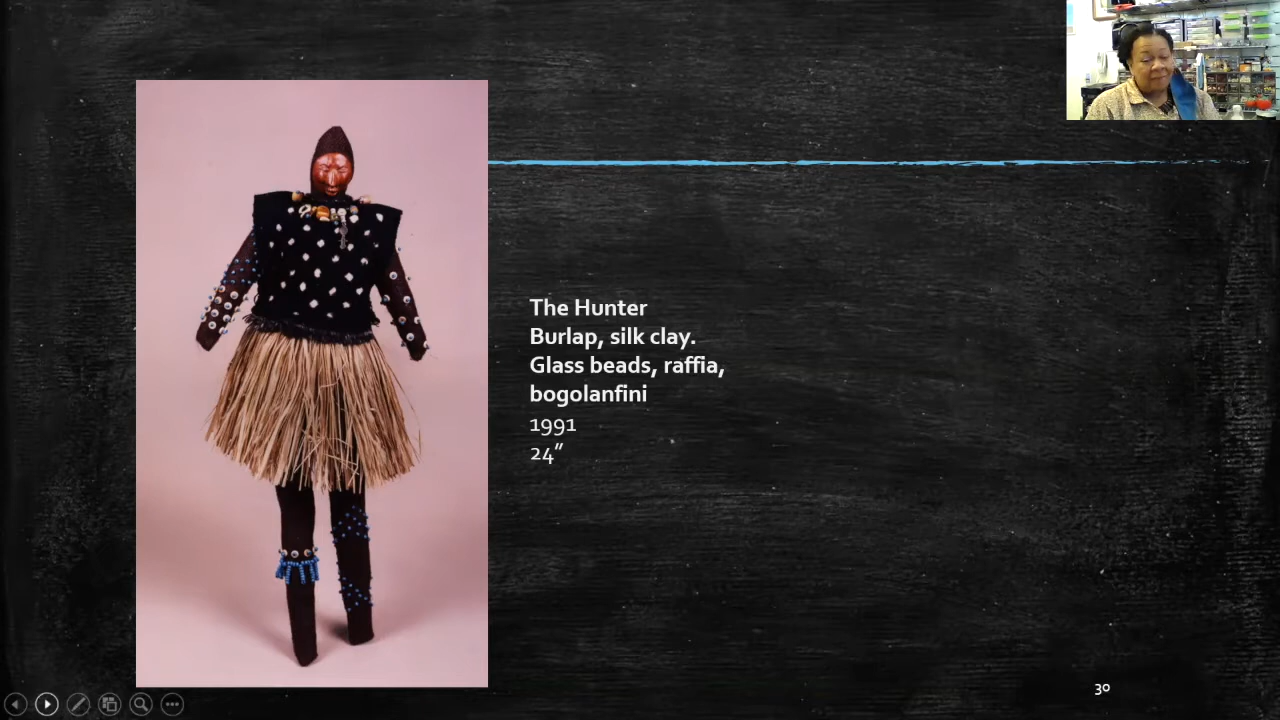 The Hunter
Burlap, silk clay.
Glass beads, raffia,
bogolanfini
1991
24”
30